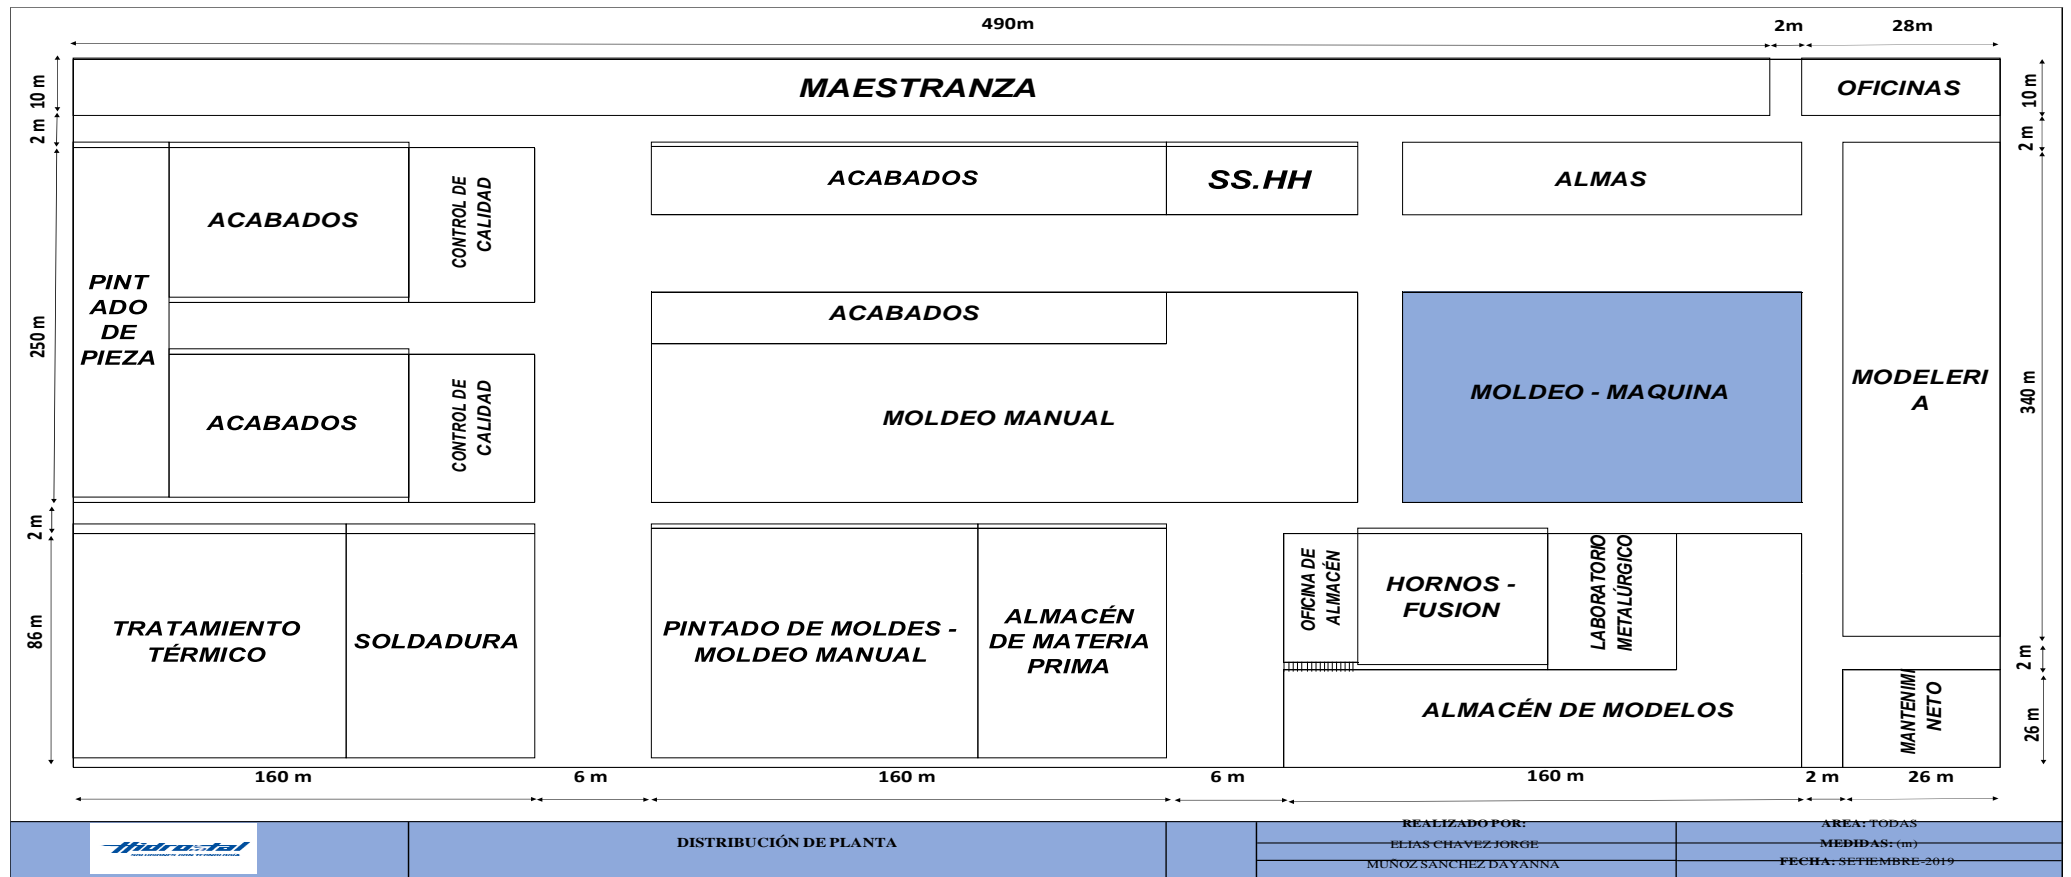 490m
2m
28m
10 m
MAESTRANZA
OFICINAS
10 m
2 m
2 m
ACABADOS
CONTROL DE
CALIDAD
ACABADOS
SS.HH
ALMAS
PINT
ADO
DE
PIEZA
250 m
ACABADOS
MOLDEO MANUAL
MOLDEO - MAQUINA
MODELERI
A
340 m
ACABADOS
CONTROL DE
CALIDAD
2 m
86 m
TRATAMIENTO
TÉRMICO
SOLDADURA
PINTADO DE MOLDES -
MOLDEO MANUAL
ALMACÉN
DE MATERIA
PRIMA
OFICINA DE
ALMACÉN
HORNOS -
FUSION
LABORATORIO
METALÚRGICO
ALMACÉN DE MODELOS
2 m
MANTENIMI
NETO
26 m
160 m
6 m
160 m
6 m
160 m
2 m
26 m
Hidrostal
SOLUCIONES CON TECNOLOGIA
DISTRIBUCIÓN DE PLANTA
REALIZADO POR:
ELIAS CHAVEZ JORGE
MUÑOZ SANCHEZ DAYANNA
AREA: TODAS
MEDIDAS: (m)
FECHA: SETIEMBRE-2019